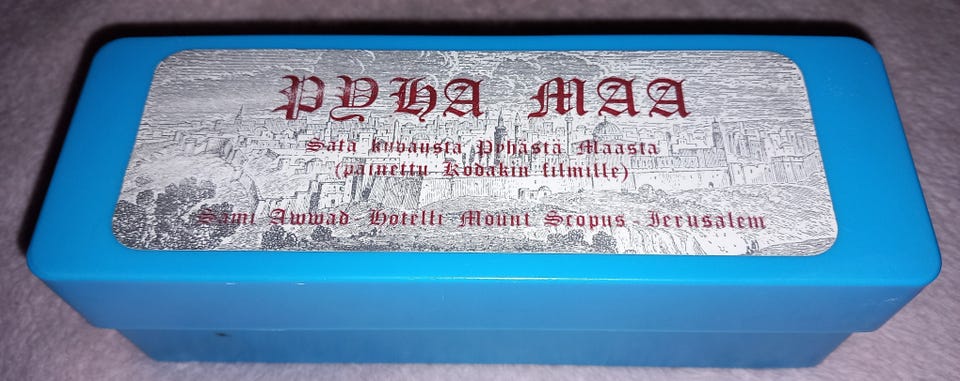 PYHA MAA
Sata kuvausta Pyhästä Maasta
(painettu Kodakin filmille)
Sami Awwad - Hotelli Mount Scopus - Jerusalem